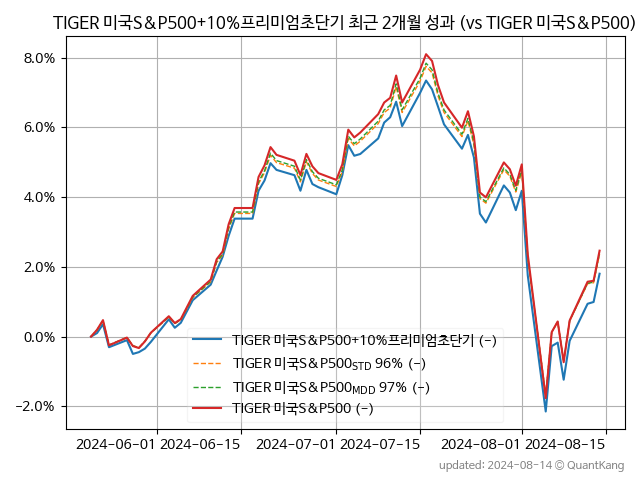 TIGER 미국S&P500+10%프리미엄초단기 최근 2개월 성과 (vs TIGER 미국S&P500)
8.0%
6.0%
4.0%
2.0%
0.0%
−2.0%
TIGER 미국S&P500+10%프리미엄초단기 (-)
TIGER 미국S&P500STD 96% (-)
TIGER 미국S&P500MDD 97% (-)
TIGER 미국S&P500 (-)
2024-06-01 2024-06-15 2024-07-01 2024-07-15 2024-08-01 2024-08-15
updated: 2024-08-14 @ QuantKang